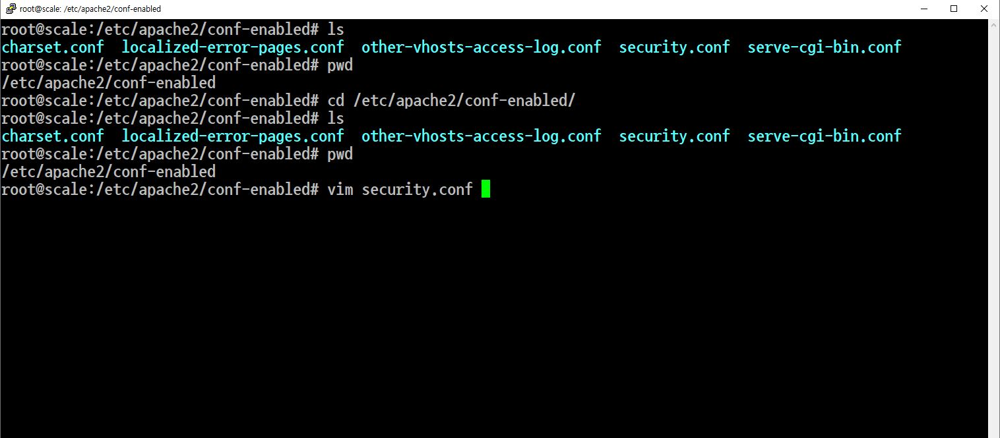 root@scale: /etc/apache2/conf-enabled
root@scale:/etc/apache2/conf-enabled# ls
charset.conf  localized-error-pages.conf  other-vhosts-access-log.conf  security.conf  serve-cgi-bin.conf
root@scale:/etc/apache2/conf-enabled# pwd
/etc/apache2/conf-enabled
root@scale:/etc/apache2/conf-enabled# cd /etc/apache2/conf-enabled/
root@scale:/etc/apache2/conf-enabled# ls
charset.conf  localized-error-pages.conf  other-vhosts-access-log.conf  security.conf  serve-cgi-bin.conf
root@scale:/etc/apache2/conf-enabled# pwd
/etc/apache2/conf-enabled
root@scale:/etc/apache2/conf-enabled# vim security.conf